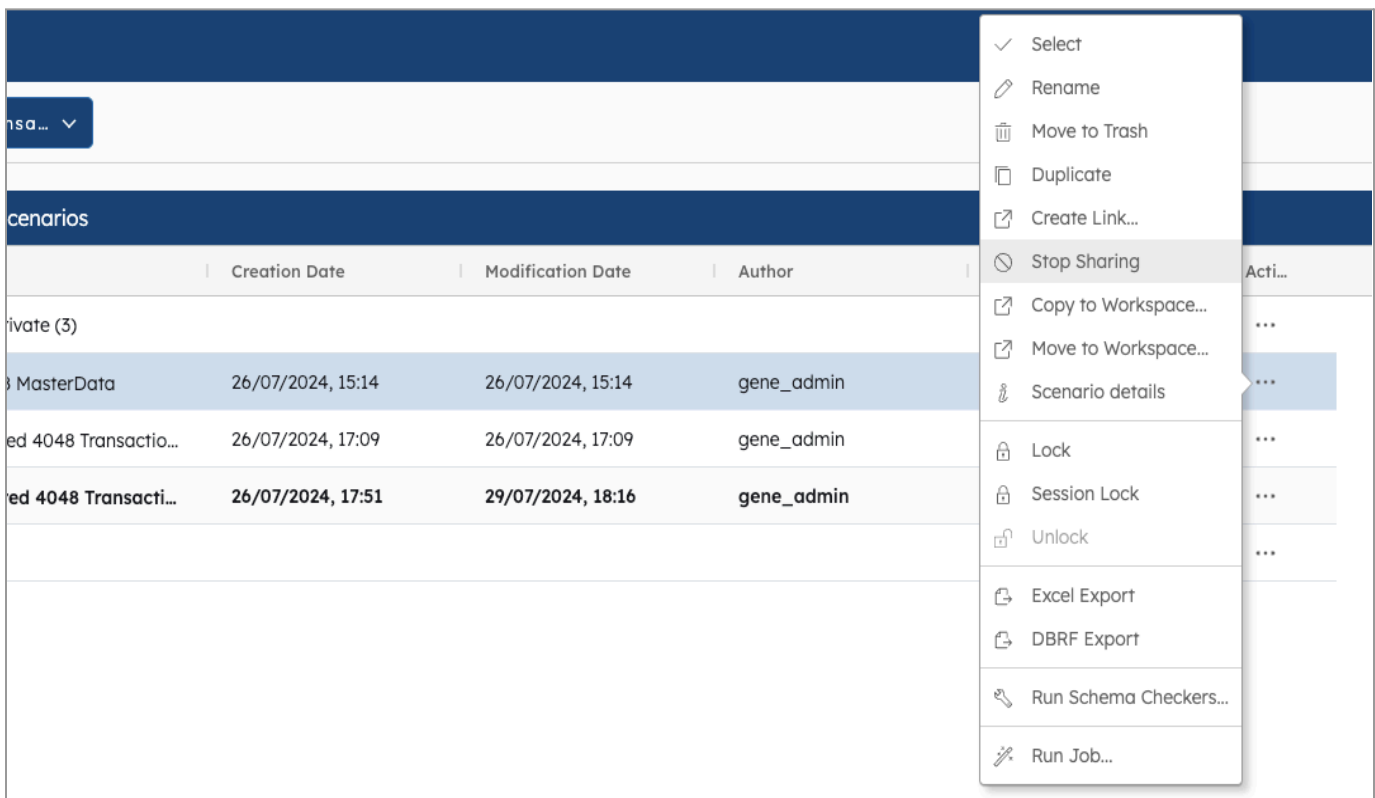 nsa...
cenarios
Creation Date Modification Date Author Acti...
rivate (3)
MasterData 26/07/2024, 15:14 26/07/2024, 15:14 gene_admin
ed 4048 Transactio... 26/07/2024, 17:09 26/07/2024, 17:09 gene_admin
red 4048 Transacti... 26/07/2024, 17:51 29/07/2024, 18:16 gene_admin
Select
Rename
Move to Trash
Duplicate
Create Link...
Stop Sharing
Copy to Workspace...
Move to Workspace...
Scenario details
Lock
Session Lock
Unlock
Excel Export
DBRF Export
Run Schema Checkers...
Run Job...